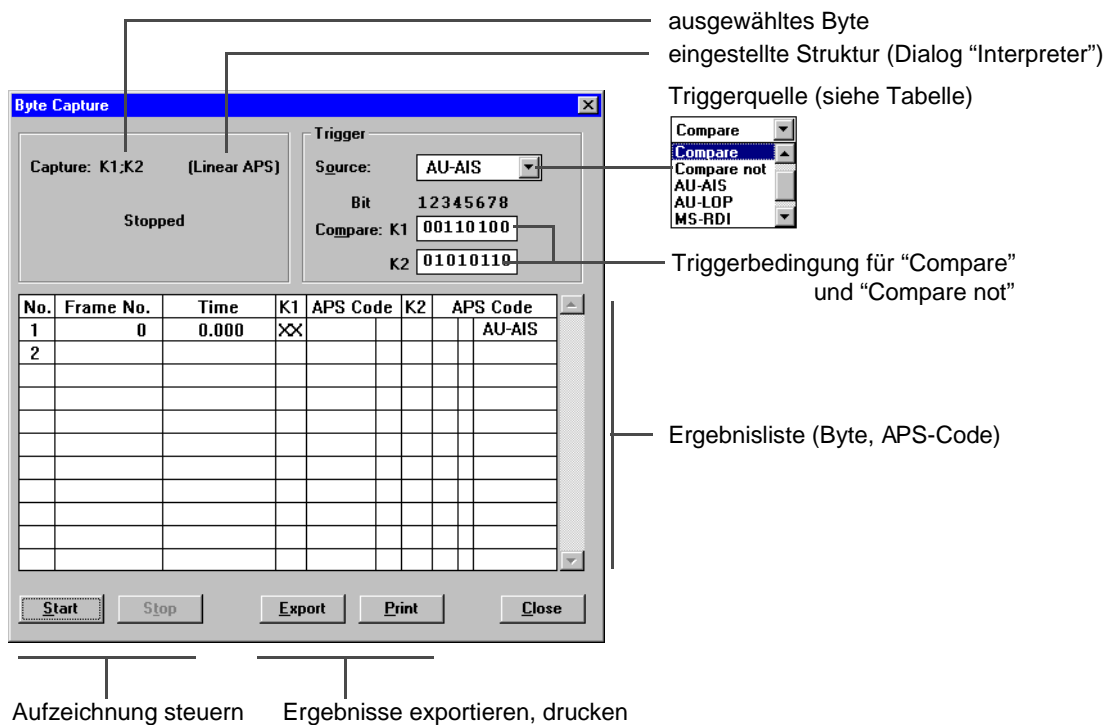 ausgewähltes Byte
eingestellte Struktur (Dialog “Interpreter”)
Byte Capture
Triggerquelle (siehe Tabelle)
Capture: K1;K2 (Linear APS)
Stopped
Trigger
Source: AU-AIS
Bit 12345678
Compare: K1 00110100
K2 01010110
Compare
Compare
Compare not
AU-AIS
AU-LOP
MS-RDI
Triggerbedingung für “Compare”
und “Compare not”
No. Frame No. Time K1 APS Code K2 APS Code
1 0 0.000 XX AU-AIS
2
Ergebnisliste (Byte, APS-Code)
Start Stop Export Print Close
Aufzeichnung steuern Ergebnisse exportieren, drucken